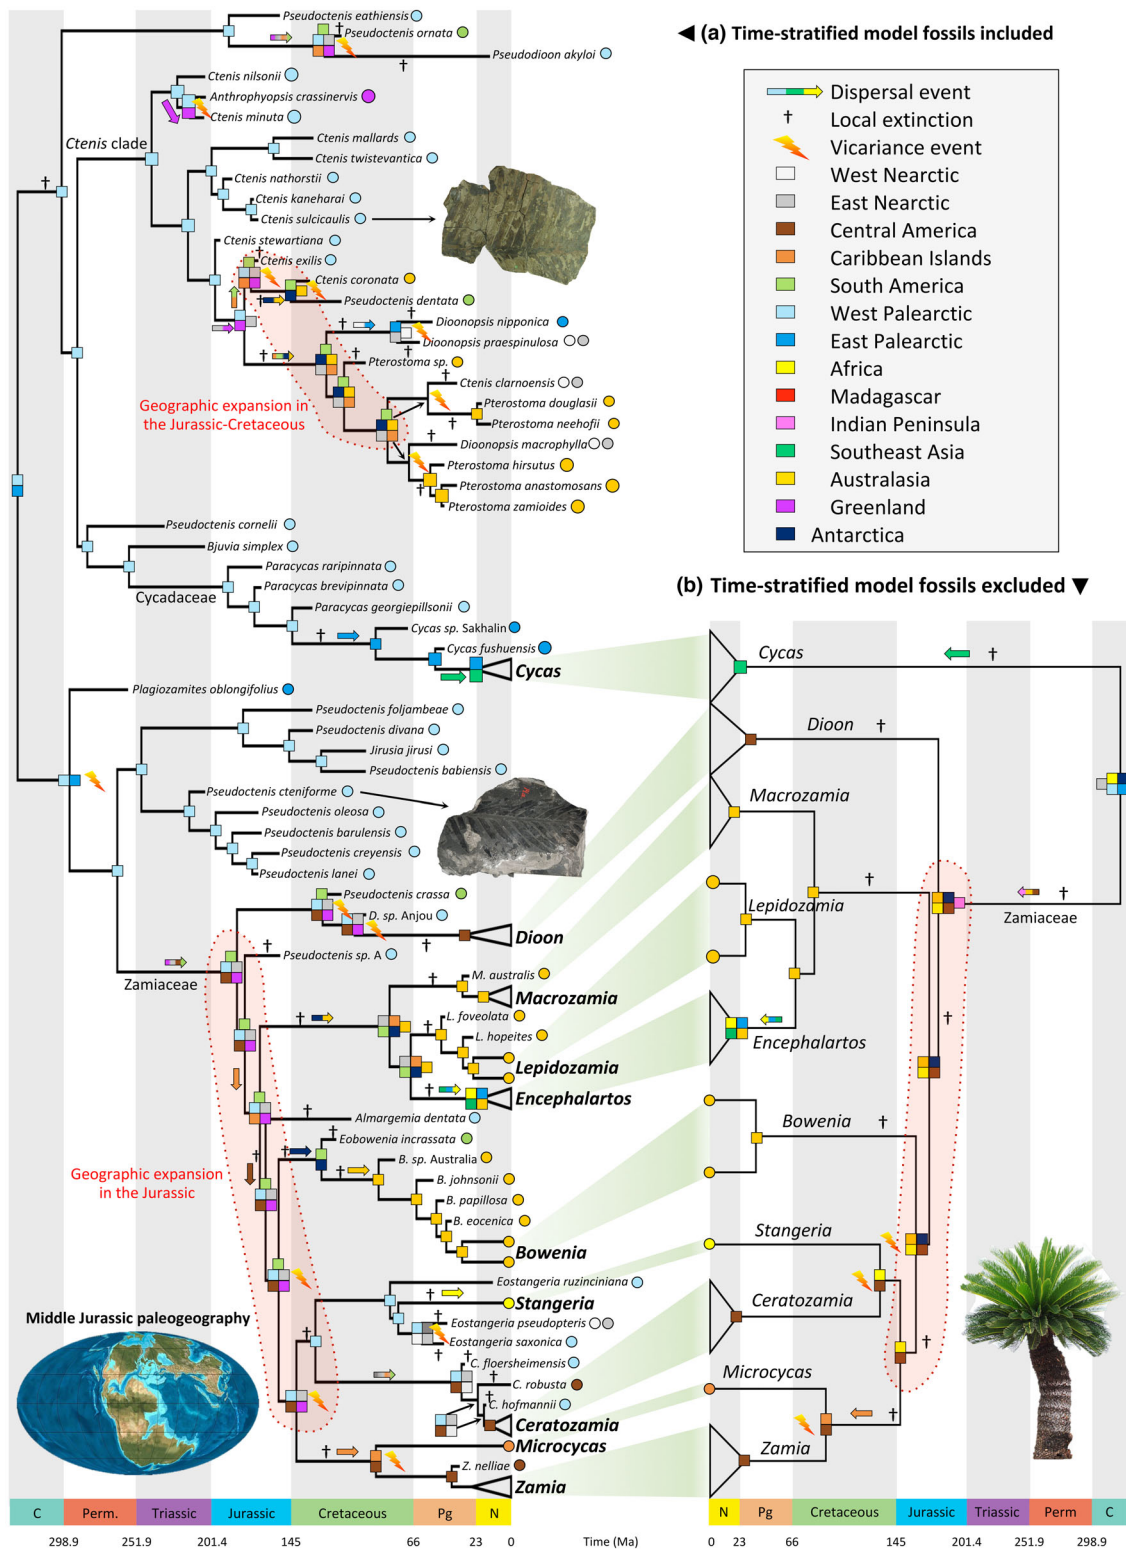 ◀ (a) Time-stratified model fossils included
Dispersal event
† Local extinction
Vicariance event
West Nearctic
East Nearctic
Central America
Caribbean Islands
South America
West Palearctic
East Palearctic
Africa
Madagascar
Indian Peninsula
Southeast Asia
Australasia
Greenland
Antarctica
Pseudoctenis eathiensis
Pseudoctenis ornata
Pseudodioon akyloi
Ctenis nilsonii
Anthrophyopsis crassinervis
Ctenis minuta
Ctenis clade
Ctenis mallards
Ctenis twistevantica
Ctenis nathorstii
Ctenis kaneharai
Ctenis sulcicaulis
Ctenis stewartiana
Ctenis exilis
Ctenis coronata
Pseudoctenis dentata
Dioonopsis nipponica
Dioonopsis praespinulosa
Pterostoma sp.
Ctenis clarnoensis
Pterostoma douglasii
Pterostoma neehofii
Geographic expansion in
the Jurassic-Cretaceous
Dioonopsis macrophylla
Pterostoma hirsutus
Pterostoma anastomosans
Pterostoma zamioides
Pseudoctenis cornelii
Bjuvia simplex
Paracycas raripinnata
Cycadaceae
Paracycas brevipinnata
Paracycas georgiepillsonii
Cycas sp. Sakhalin
Cycas fushuensis
Cycas
Plagiozamites oblongifolius
Pseudoctenis foljambeae
Pseudoctenis divana
Jirusia jirusi
Pseudoctenis babiensis
Pseudoctenis cteniforme
Pseudoctenis oleosa
Pseudoctenis barulensis
Pseudoctenis creyensis
Pseudoctenis lanei
Pseudoctenis crassa
D. sp. Anjou
Dioon
Pseudoctenis sp. A
Zamiaceae
M. australis
Macrozamia
L. foveolata
L. hopeites
Lepidozamia
Encephalartos
Almargemia dentata
Eobowenia incrassata
B. sp. Australia
Geographic expansion
in the Jurassic
B. johnsonii
B. papillosa
B. eocenica
Bowenia
Eostangeria ruzinciniana
Stangeria
Eostangeria pseudopteris
Eostangeria saxonica
Middle Jurassic paleogeography
C. floersheimensis
C. robusta
C. hofmannii
Ceratozamia
Microcycas
Z. nelliae
Zamia
C Perm. Triassic Jurassic Cretaceous Pg N
298.9 251.9 201.4 145 66 23 0 Time (Ma)
(b) Time-stratified model fossils excluded ▼
Cycas
Dioon
Macrozamia
Lepidozamia
Zamiaceae
Encephalartos
Bowenia
Stangeria
Ceratozamia
Microcycas
Zamia
N Pg Cretaceous Jurassic Triassic Perm C
0 23 66 145 201.4 251.9 298.9